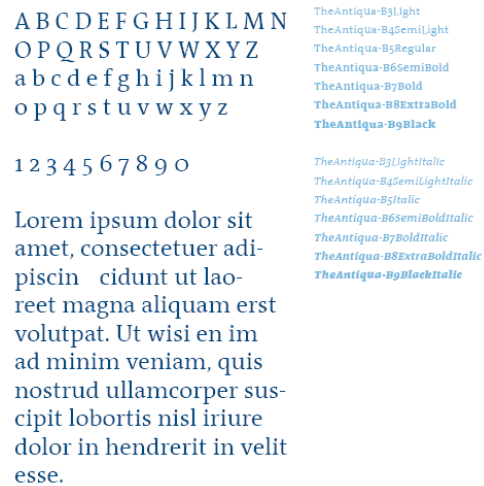 A B C D E F G H I J K L M N
O P Q R S T U V W X Y Z
a b c d e f g h i j k l m n
o p q r s t u v w x y z
1 2 3 4 5 6 7 8 9 0
Lorem ipsum dolor sit
amet, consectetuer adi-
piscin cidunt ut lao-
reet magna aliquam erst
volutpat. Ut wisi en im
ad minim veniam, quis
nostrud ullamcorper sus-
cipit lobortis nisl iriure
dolor in hendrerit in velit
esse.
TheAntiqua-B3Light
TheAntiqua-B4SemiLight
TheAntiqua-B5Regular
TheAntiqua-B6SemiBold
TheAntiqua-B7Bold
TheAntiqua-B8ExtraBold
TheAntiqua-B9Black
TheAntiqua-B3LightItalic
TheAntiqua-B4SemiLightItalic
TheAntiqua-B5Italic
TheAntiqua-B6SemiBoldItalic
TheAntiqua-B7BoldItalic
TheAntiqua-B8ExtraBoldItalic
TheAntiqua-B9BlackItalic